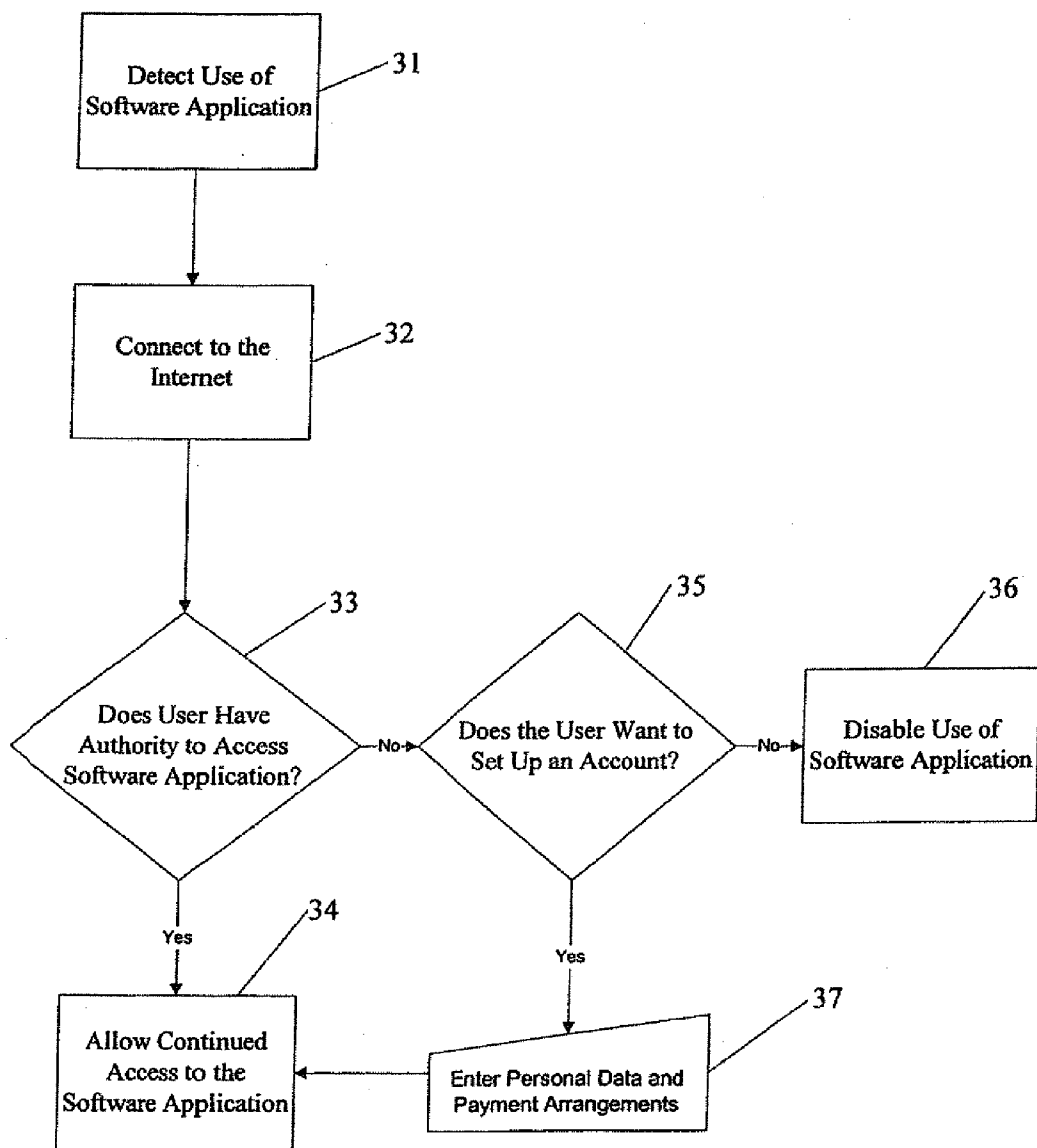 Detect Use of
Software Application
31
Connect to the
Internet
32
33
Does User Have
Authority to Access
Software Application?
No
35
Does the User Want to
Set Up an Account?
No
36
Disable Use of
Software Application
Yes
Yes
34
Allow Continued
Access to the
Software Application
37
Enter Personal Data and
Payment Arrangements